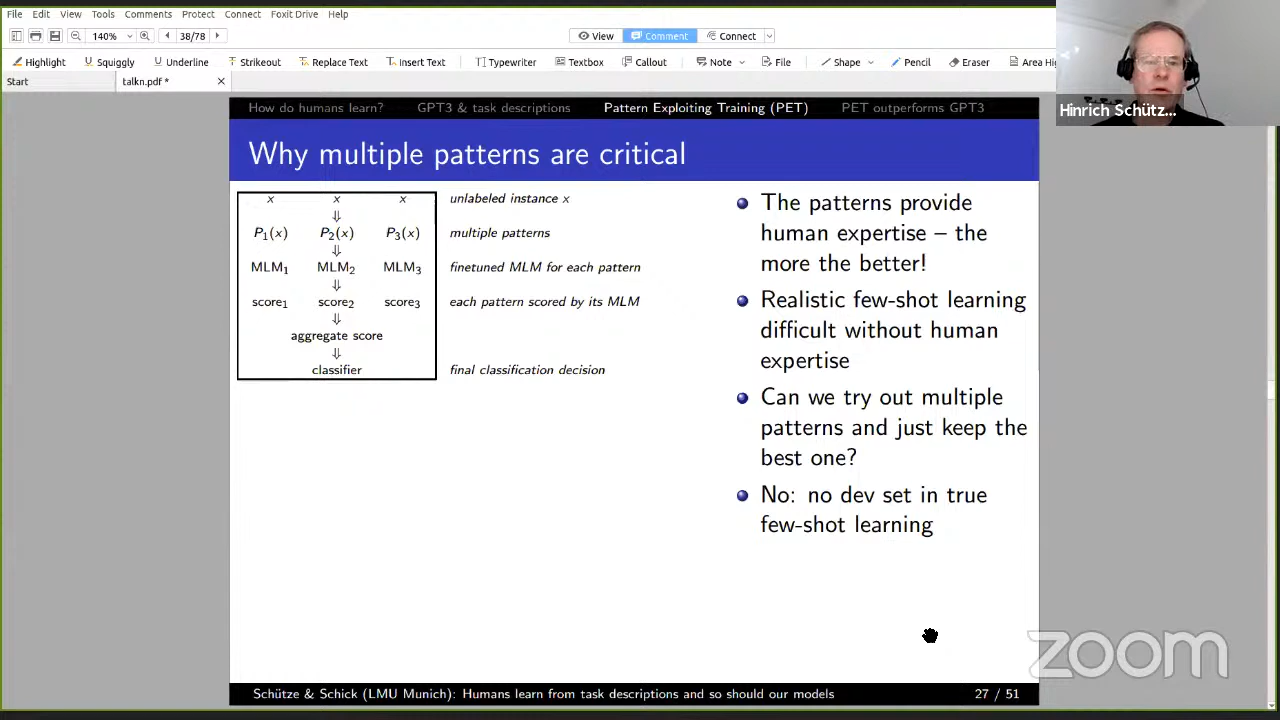 File Edit View Tools Comments Protect Connect Foxit Drive Help
140% 38/78 View Comment Connect
Highlight Squiggly Underline Strikeout Replace Text Insert Text Typewriter Textbox Callout Note File Shape Pencil Eraser Area Hig
Start talkn.pdf *
Hinrich Schütz...
How do humans learn? GPT3 & task descriptions Pattern Exploiting Training (PET) PET outperforms GPT3
Why multiple patterns are critical
x x x unlabeled instance x
⇓
P₁(x) P₂(x) P₃(x) multiple patterns
⇓
MLM₁ MLM₂ MLM₃ finetuned MLM for each pattern
⇓
score₁ score₂ score₃ each pattern scored by its MLM
⇓
aggregate score
⇓
classifier final classification decision
The patterns provide
human expertise – the
more the better!
Realistic few-shot learning
difficult without human
expertise
Can we try out multiple
patterns and just keep the
best one?
No: no dev set in true
few-shot learning
zoom
Schütze & Schick (LMU Munich): Humans learn from task descriptions and so should our models 27 / 51